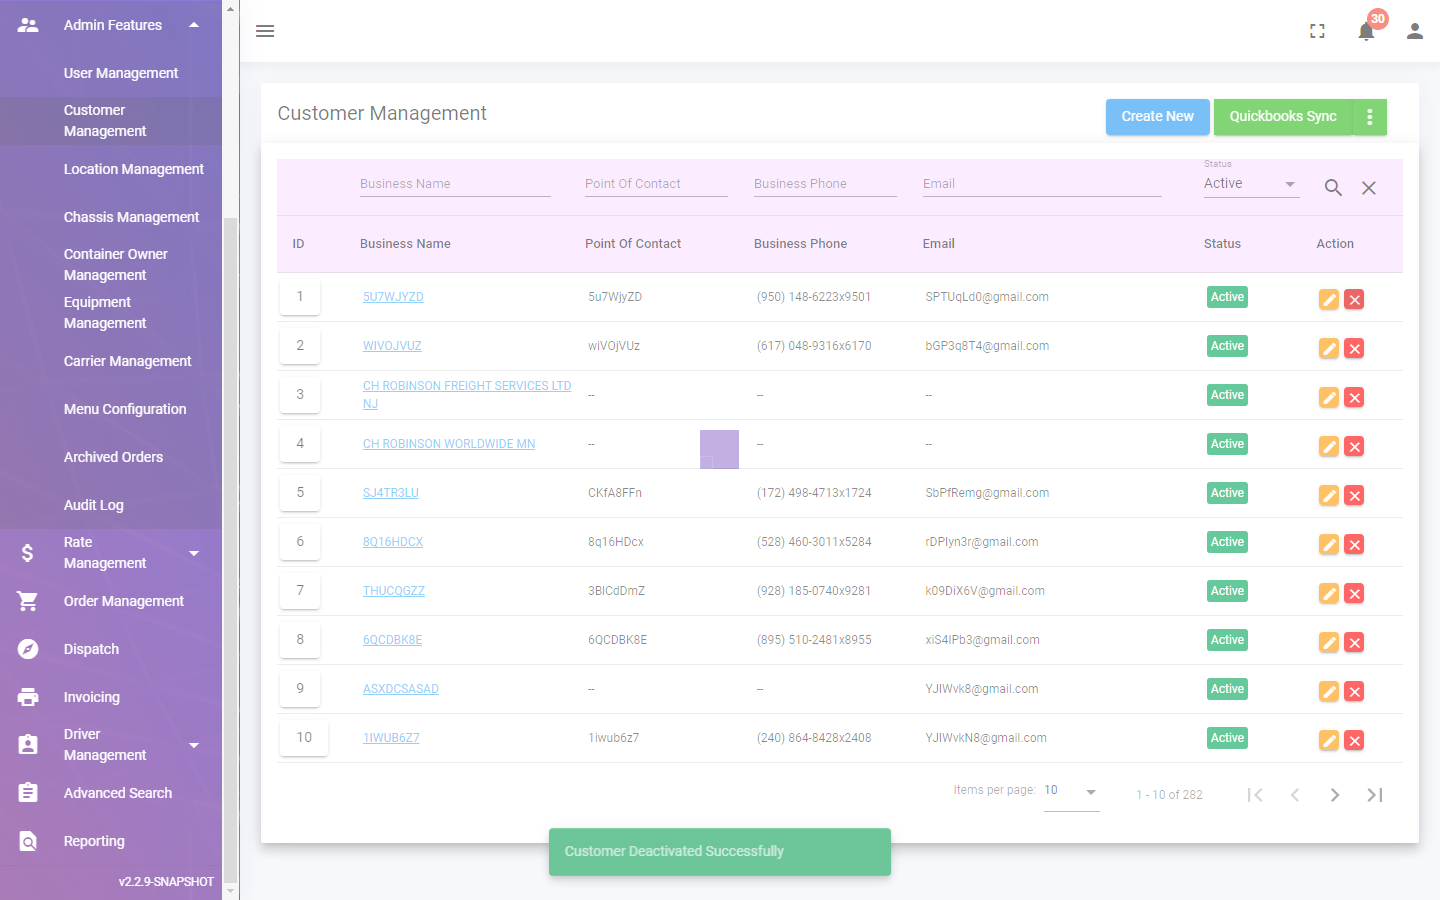 Admin Features
User Management
Customer
Management
Location Management
Chassis Management
Container Owner
Management
Equipment
Management
Carrier Management
Menu Configuration
Archived Orders
Audit Log
Rate
Management
Order Management
Dispatch
Invoicing
Driver
Management
Advanced Search
Reporting
v2.2.9-SNAPSHOT
30
Customer Management
Create New
Quickbooks Sync
Business Name Point Of Contact Business Phone Email Status Active
ID Business Name Point Of Contact Business Phone Email Status Action
1 5U7WJYZD 5u7WjyZD (950) 148-6223x9501 SPTUqLd0@gmail.com Active
2 WIVOJVUZ wiVOjVUz (617) 048-9316x6170 bGP3q8T4@gmail.com Active
3 CH ROBINSON FREIGHT SERVICES LTD
NJ -- -- -- Active
4 CH ROBINSON WORLDWIDE MN -- -- -- Active
5 SJ4TR3LU CKfA8FFn (172) 498-4713x1724 SbPfRemg@gmail.com Active
6 8Q16HDCX 8q16HDcx (528) 460-3011x5284 rDPIyn3r@gmail.com Active
7 THUCQGZZ 3BlCdDmZ (928) 185-0740x9281 k09DiX6V@gmail.com Active
8 6QCDBK8E 6QCDBK8E (895) 510-2481x8955 xiS4IPb3@gmail.com Active
9 ASXDCSASAD -- -- YJIWvk8@gmail.com Active
10 1IWUB6Z7 1iwub6z7 (240) 864-8428x2408 YJIWvkN8@gmail.com Active
Items per page: 10 1 - 10 of 282
Customer Deactivated Successfully